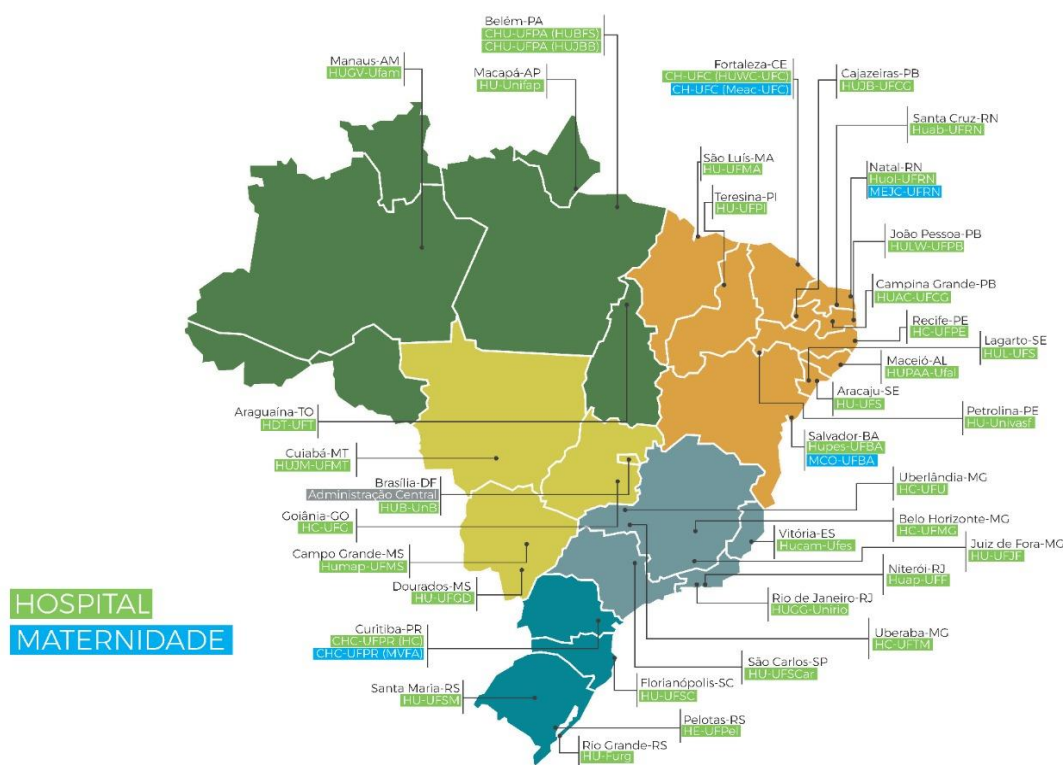 Belém-PA
CHU-UFPA (HUBFS)
CHU-UFPA (HUJBB)
Manaus-AM
HUGV-Ufam
Macapá-AP
HU-Unifap
Fortaleza-CE
CH-UFC (HUWC-UFC)
CH-UFC (Meac-UFC)
Cajazeiras-PB
HUJB-UFCG
Santa Cruz-RN
Huab-UFRN
São Luís-MA
HU-UFMA
Natal-RN
Huol-UFRN
MEJC-UFRN
Teresina-PI
HU-UFPI
João Pessoa-PB
HULW-UFPB
Campina Grande-PB
HUAC-UFCG
Recife-PE
HC-UFPE
Lagarto-SE
HUL-UFS
Maceió-AL
HUPAA-Ufal
Aracaju-SE
HU-UFS
Petrolina-PE
HU-Univasf
Araguaína-TO
HDT-UFT
Salvador-BA
Hupes-UFBA
MCO-UFBA
Cuiabá-MT
HUJM-UFMT
Brasília-DF
Administração Central
HUB-UnB
Uberlândia-MG
HC-UFU
Goiânia-GO
HC-UFG
Belo Horizonte-MG
HC-UFMG
Vitória-ES
Hucam-Ufes
Juiz de Fora-MG
HU-UFJF
Campo Grande-MS
Humap-UFMS
Niterói-RJ
Huap-UFF
Dourados-MS
HU-UFGD
Rio de Janeiro-RJ
HUGG-Unirio
HOSPITAL
MATERNIDADE
Curitiba-PR
CHC-UFPR (HC)
CHC-UFPR (MVFA)
Uberaba-MG
HC-UFTM
São Carlos-SP
HU-UFSCar
Florianópolis-SC
HU-UFSC
Santa Maria-RS
HU-UFSM
Pelotas-RS
HE-UFPel
Rio Grande-RS
HU-Furg